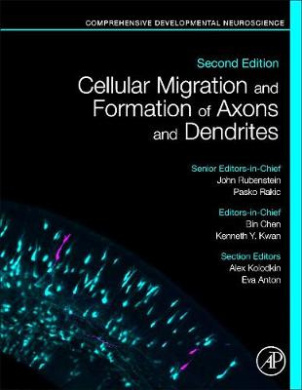 COMPREHENSIVE DEVELOPMENTAL NEUROSCIENCE
Second Edition
Cellular Migration and
Formation of Axons
and Dendrites
Senior Editors-in-Chief
John Rubenstein
Pasko Rakic
Editors-in-Chief
Bin Chen
Kenneth Y. Kwan
Section Editors
Alex Kolodkin
Eva Anton
AP